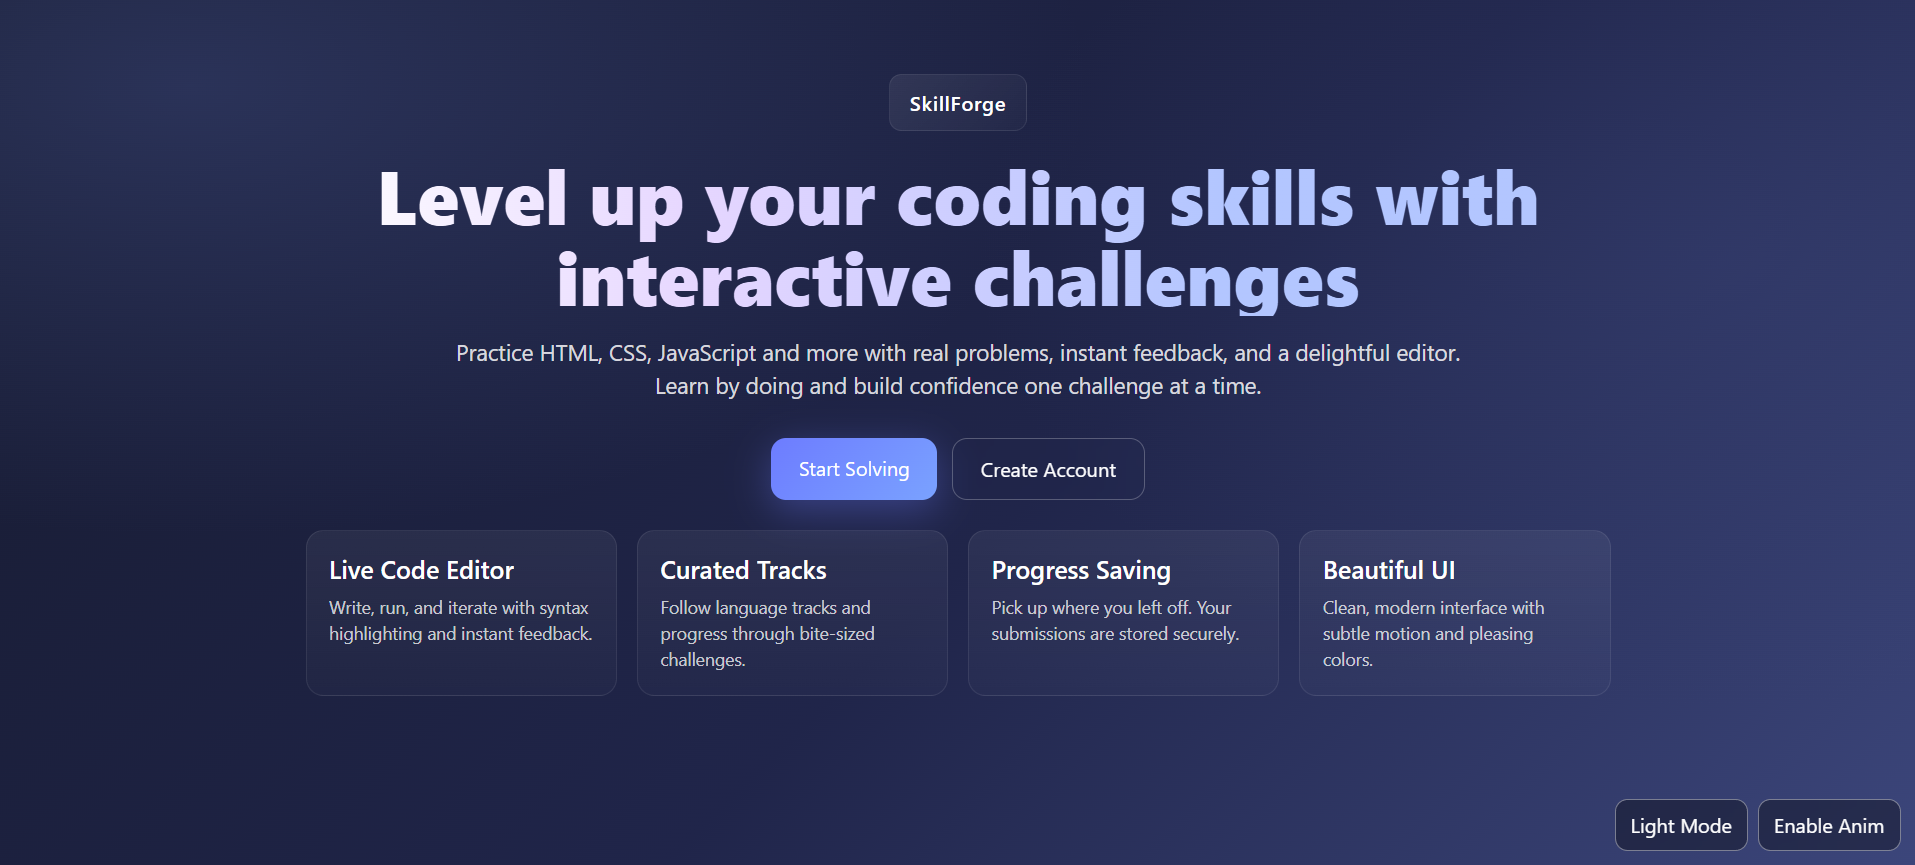 SkillForge
Level up your coding skills with
interactive challenges
Practice HTML, CSS, JavaScript and more with real problems, instant feedback, and a delightful editor.
Learn by doing and build confidence one challenge at a time.
Start Solving
Create Account
Live Code Editor
Write, run, and iterate with syntax
highlighting and instant feedback.
Curated Tracks
Follow language tracks and
progress through bite-sized
challenges.
Progress Saving
Pick up where you left off. Your
submissions are stored securely.
Beautiful UI
Clean, modern interface with
subtle motion and pleasing
colors.
Light Mode
Enable Anim